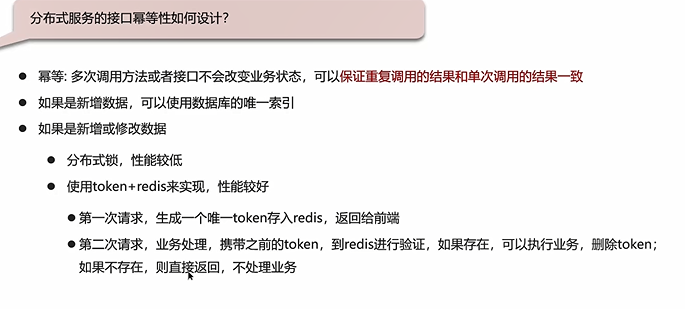 分布式服务的接口幂等性如何设计？
幂等: 多次调用方法或者接口不会改变业务状态，可以保证重复调用的结果和单次调用的结果一致
如果是新增数据，可以使用数据库的唯一索引
如果是新增或修改数据
分布式锁，性能较低
使用token+redis来实现，性能较好
第一次请求，生成一个唯一token存入redis，返回给前端
第二次请求，业务处理，携带之前的token，到redis进行验证，如果存在，可以执行业务，删除token；
如果不存在，则直接返回，不处理业务